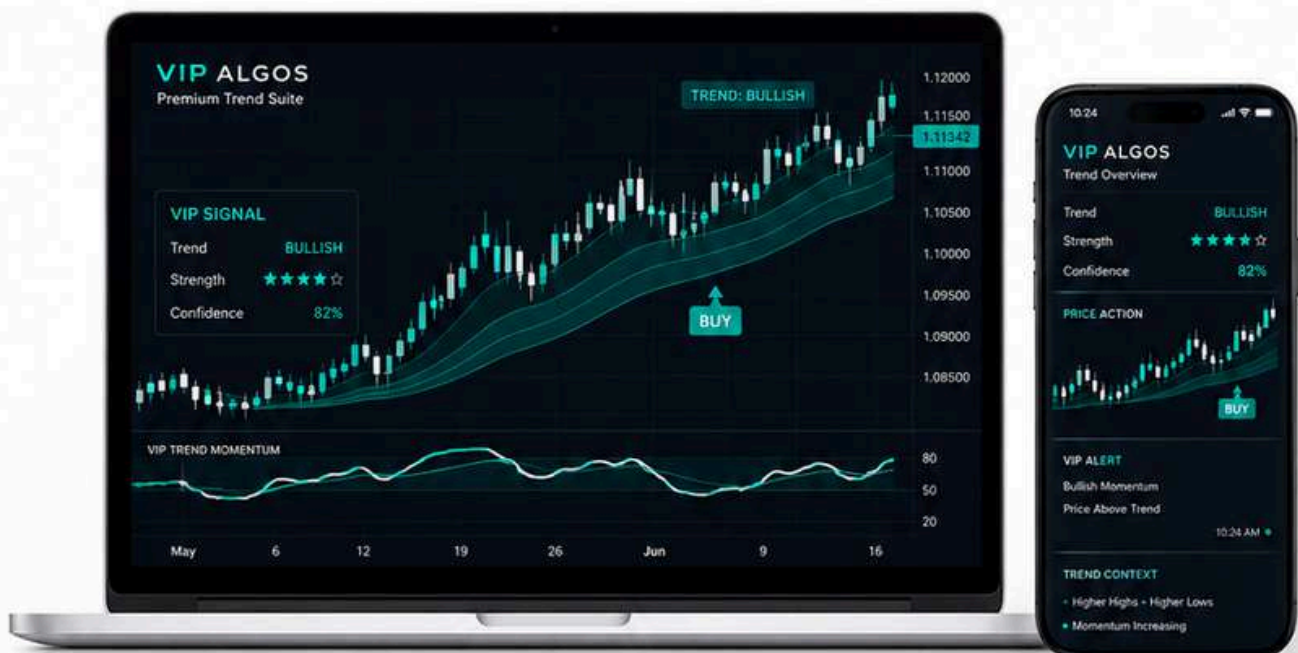 VIP ALGOS
Premium Trend Suite
TREND: BULLISH
VIP SIGNAL
Trend BULLISH
Strength ★★★★☆
Confidence 82%
BUY
1.12000
1.11500
1.11342
1.11000
1.10500
1.10000
1.09500
1.09000
1.08500
VIP TREND MOMENTUM
80
50
20
May 6 12 19 26 Jun 9 16
10:24
VIP ALGOS
Trend Overview
Trend BULLISH
Strength ★★★★☆
Confidence 82%
PRICE ACTION
BUY
VIP ALERT
Bullish Momentum
Price Above Trend
10:24 AM
TREND CONTEXT
• Higher Highs • Higher Lows
• Momentum Increasing